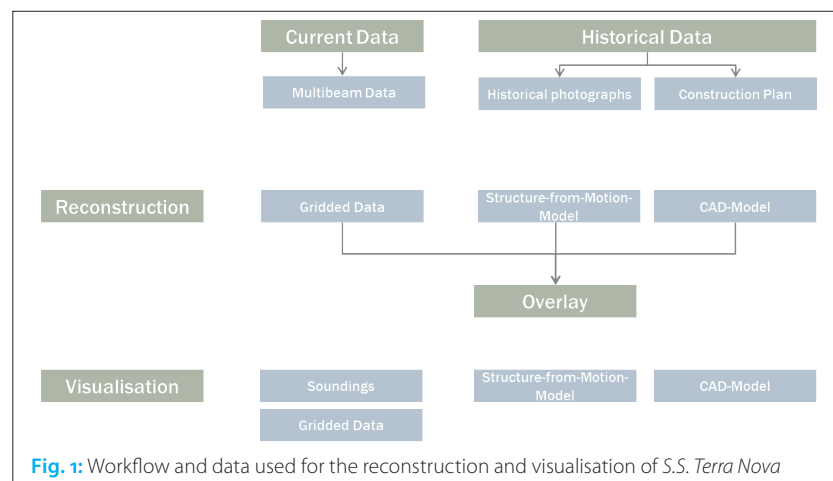 Current Data
Historical Data
Multibeam Data
Historical photographs
Construction Plan
Reconstruction
Gridded Data
Structure-from-Motion-
Model
CAD-Model
Overlay
Visualisation
Soundings
Structure-from-Motion-
Model
CAD-Model
Gridded Data
Fig. 1: Workflow and data used for the reconstruction and visualisation of S.S. Terra Nova